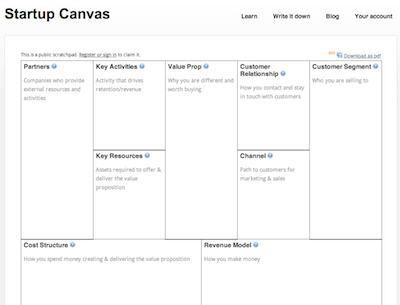 Startup Canvas
Learn Write it down Blog Your account
This is a public scratchpad. Register or sign in to claim it.
Download as pdf
Partners
Companies who provide
external resources and
activities
Key Activities
Activity that drives
retention/revenue
Key Resources
Assets required to offer &
deliver the value
proposition
Value Prop
Why you are different and
worth buying
Customer
Relationship
How you contact and stay
in touch with customers
Channel
Path to customers for
marketing & sales
Customer Segment
Who you are selling to
Cost Structure
How you spend money creating & delivering the value proposition
Revenue Model
How you make money